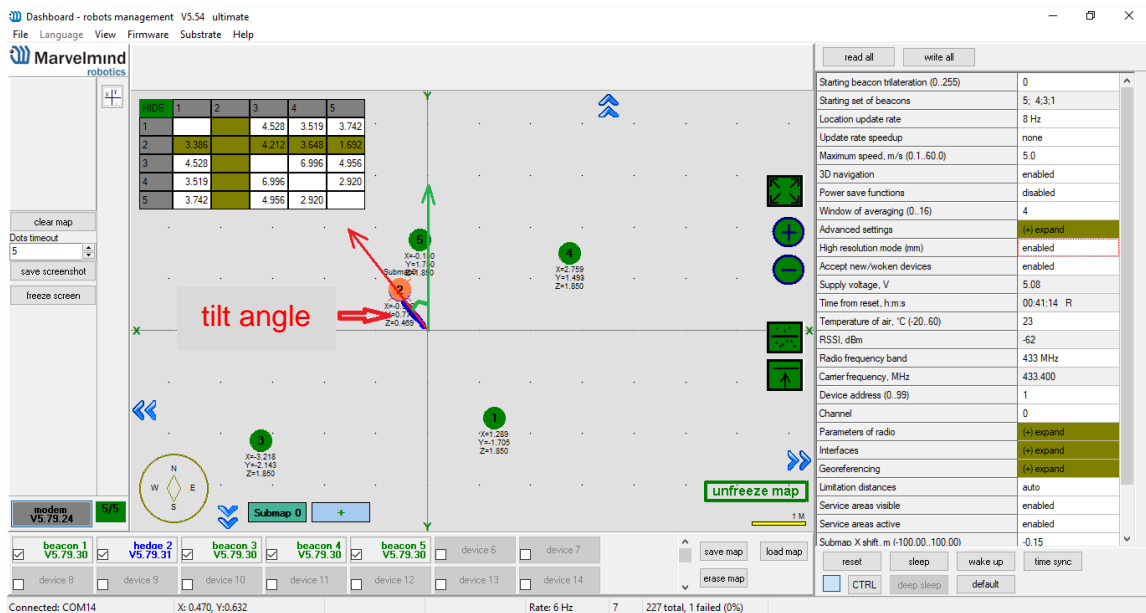 Dashboard - robots management V5.54 ultimate
File Language View Firmware Substrate Help
Marvelmind
robotics
read all write all
HIDE 1 2 3 4 5
1 4.528 3.519 3.742
2 3.386 4.212 3.648 1.692
3 4.528 6.996 4.956
4 3.519 6.996 2.920
5 3.742 4.956 2.920
clear map
Dots timeout
5
save screenshot
freeze screen
Y
5
Y=1.7
Submap
1.850
4
X=2.759
Y=1.493
Z=1.850
2
Z=0.469
tilt angle
X
X
1
X=1.289
Y=-1.705
Z=1.850
3
X=-3.218
Y=-2.143
Z=1.850
N
W E
S
Submap 0 +
Y
unfreeze map
1 M
modem
V5.79.24
5/5
Starting beacon trilateration (0..255) 0
Starting set of beacons 5; 4;3;1
Location update rate 8 Hz
Update rate speedup none
Maximum speed, m/s (0.1..60.0) 5.0
3D navigation enabled
Power save functions disabled
Window of averaging (0..16) 4
Advanced settings (+) expand
High resolution mode (mm) enabled
Accept new/woken devices enabled
Supply voltage, V 5.08
Time from reset, h:m:s 00:41:14 R
Temperature of air, °C (-20..60) 23
RSSI, dBm -62
Radio frequency band 433 MHz
Carrier frequency, MHz 433.400
Device address (0..99) 1
Channel 0
Parameters of radio (+) expand
Interfaces (+) expand
Georeferencing (+) expand
Limitation distances auto
Service areas visible enabled
Service areas active enabled
Submap X shift, m (-100.00..100.00) -0.15
beacon 1
V5.79.30
hedge 2
V5.79.31
beacon 3
V5.79.30
beacon 4
V5.79.30
beacon 5
V5.79.30
device 6
device 7
device 8
device 9
device 10
device 11
device 12
device 13
device 14
save map load map
erase map
reset sleep wake up time sync
CTRL deep sleep default
Connected: COM14 X: 0.470, Y:0.632 Rate: 6 Hz 7 227 total, 1 failed (0%)